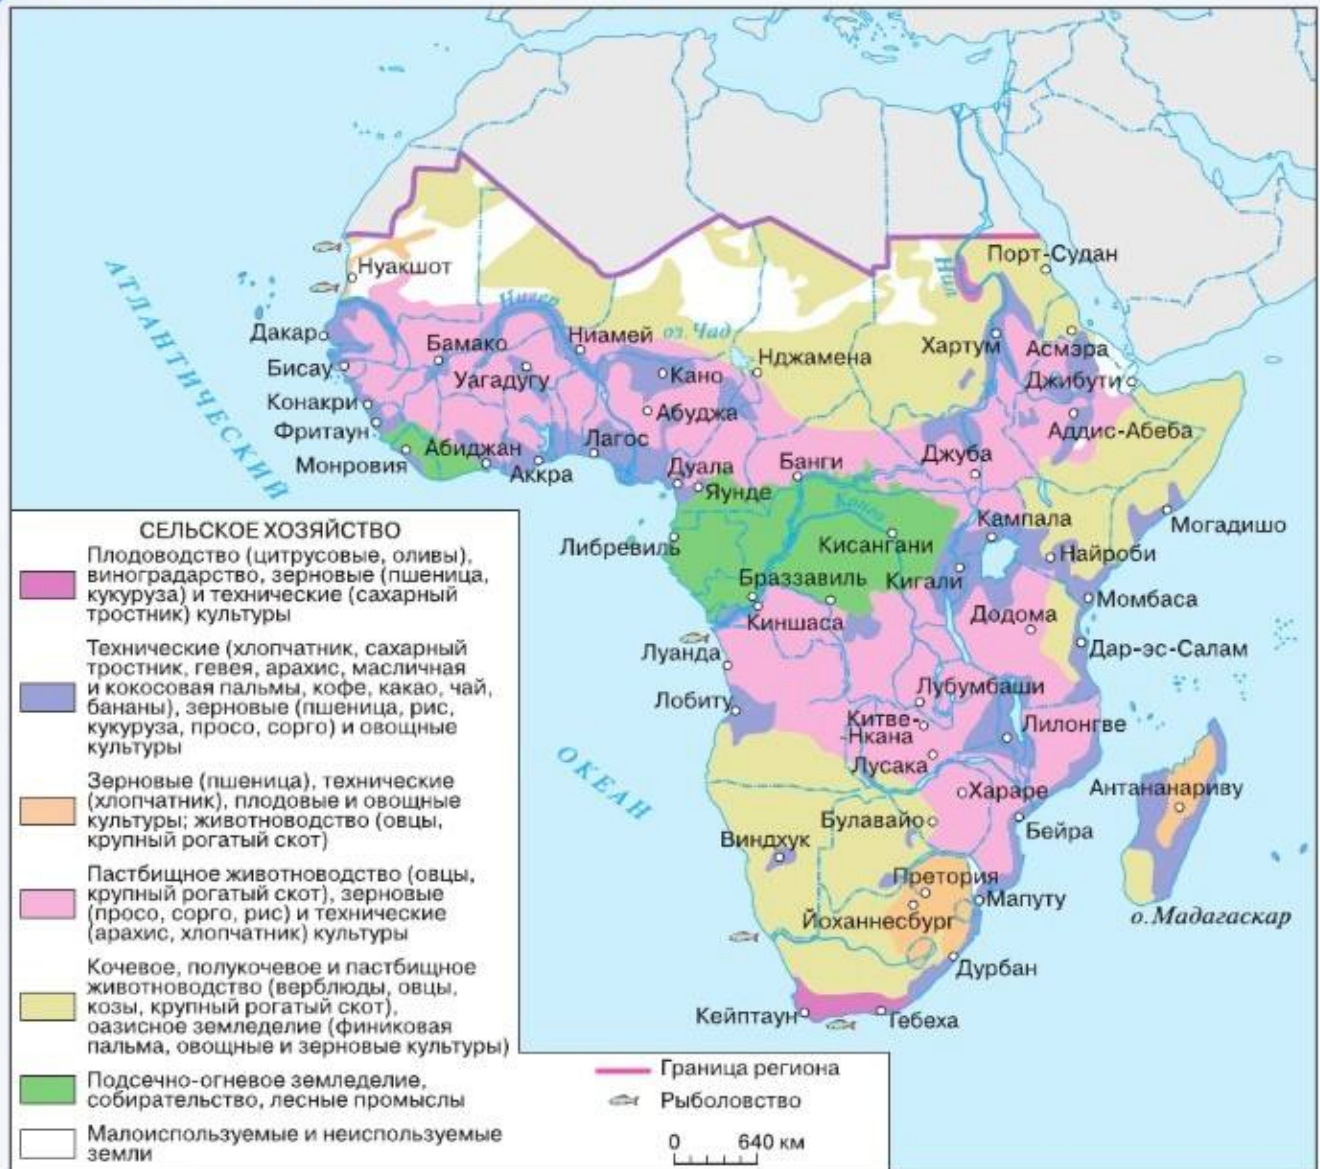 Порт-Судан
Нил
Нуакшот
АТЛАНТИЧЕСКИЙ
Нигер
Дакар
Бамако
Ниамей
оз. Чад
Хартум
Асмэра
Бисау
Уагадугу
Кано
Нджамена
Джибути
Конакри
Абуджа
Фритаун
Абиджан
Лагос
Аддис-Абеба
Монровия
Аккра
Дуала
Банги
Джуба
Яунде
Конго
Кампала
Могадишо
Либревиль
Кисангани
Найроби
Браззавиль
Кигали
Момбаса
Киншаса
Додома
Луанда
Дар-эс-Салам
Лобиту
Лубумбаши
Китве-
-Нкана
Лилонгве
ОКЕАН
Лусака
Хараре
Антананариву
Булавайо
Бейра
Виндхук
Претория
Мапуту
Йоханнесбург
о.Мадагаскар
Дурбан
Кейптаун
Гебеха
СЕЛЬСКОЕ ХОЗЯЙСТВО
Плодоводство (цитрусовые, оливы),
виноградарство, зерновые (пшеница,
кукуруза) и технические (сахарный
тростник) культуры
Технические (хлопчатник, сахарный
тростник, гевея, арахис, масличная
и кокосовая пальмы, кофе, какао, чай,
бананы), зерновые (пшеница, рис,
кукуруза, просо, сорго) и овощные
культуры
Зерновые (пшеница), технические
(хлопчатник), плодовые и овощные
культуры; животноводство (овцы,
крупный рогатый скот)
Пастбищное животноводство (овцы,
крупный рогатый скот), зерновые
(просо, сорго, рис) и технические
(арахис, хлопчатник) культуры
Кочевое, полукочевое и пастбищное
животноводство (верблюды, овцы,
козы, крупный рогатый скот),
оазисное земледелие (финиковая
пальма, овощные и зерновые культуры)
Подсечно-огневое земледелие,
собирательство, лесные промыслы
Малоиспользуемые и неиспользуемые
земли
Граница региона
Рыболовство
0 640 км